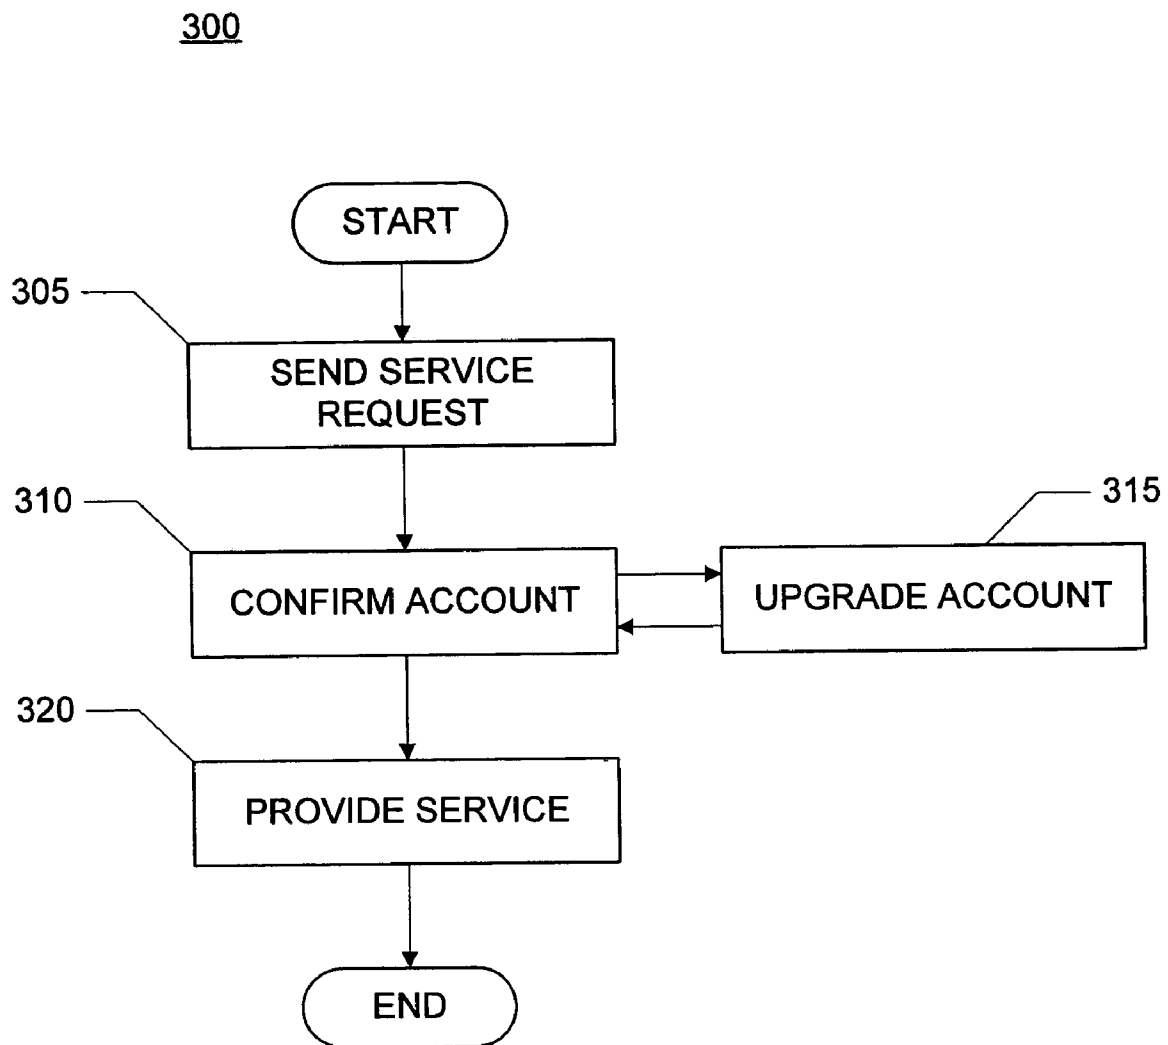 300
START
305
SEND SERVICE
REQUEST
310
CONFIRM ACCOUNT
315
UPGRADE ACCOUNT
320
PROVIDE SERVICE
END